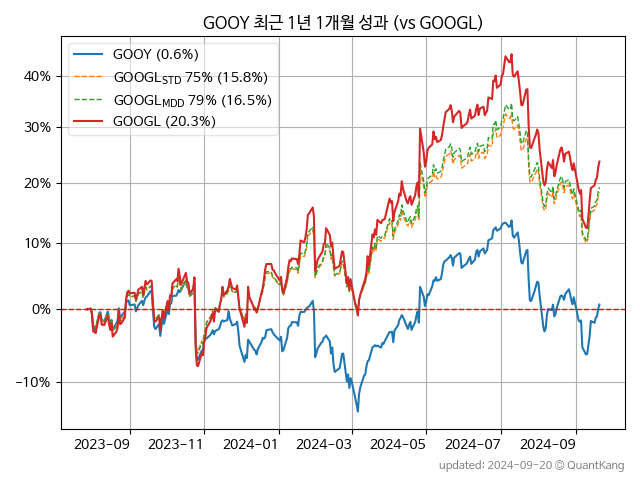 GOOY 최근 1년 1개월 성과 (vs GOOGL)
GOOY (0.6%)
GOOGL_STD 75% (15.8%)
GOOGL_MDD 79% (16.5%)
GOOGL (20.3%)
40%
30%
20%
10%
0%
−10%
2023-09 2023-11 2024-01 2024-03 2024-05 2024-07 2024-09
updated: 2024-09-20 © QuantKang